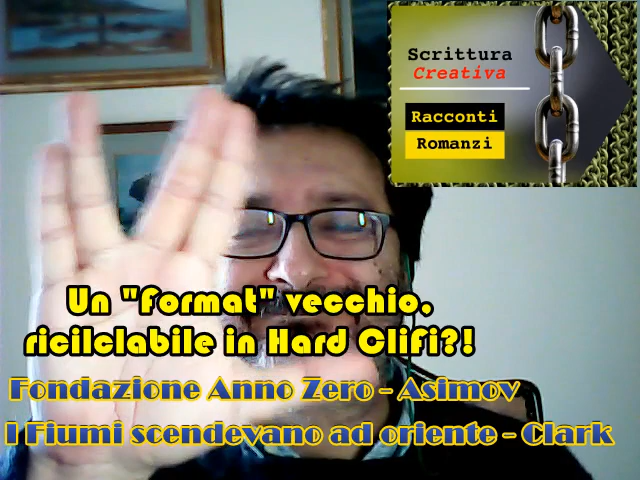 Scrittura
Creativa
Racconti
Romanzi
Un "Format" vecchio,
ricilclabile in Hard CliFi?!
Fondazione Anno Zero - Asimov
I Fiumi scendevano ad oriente - Clark